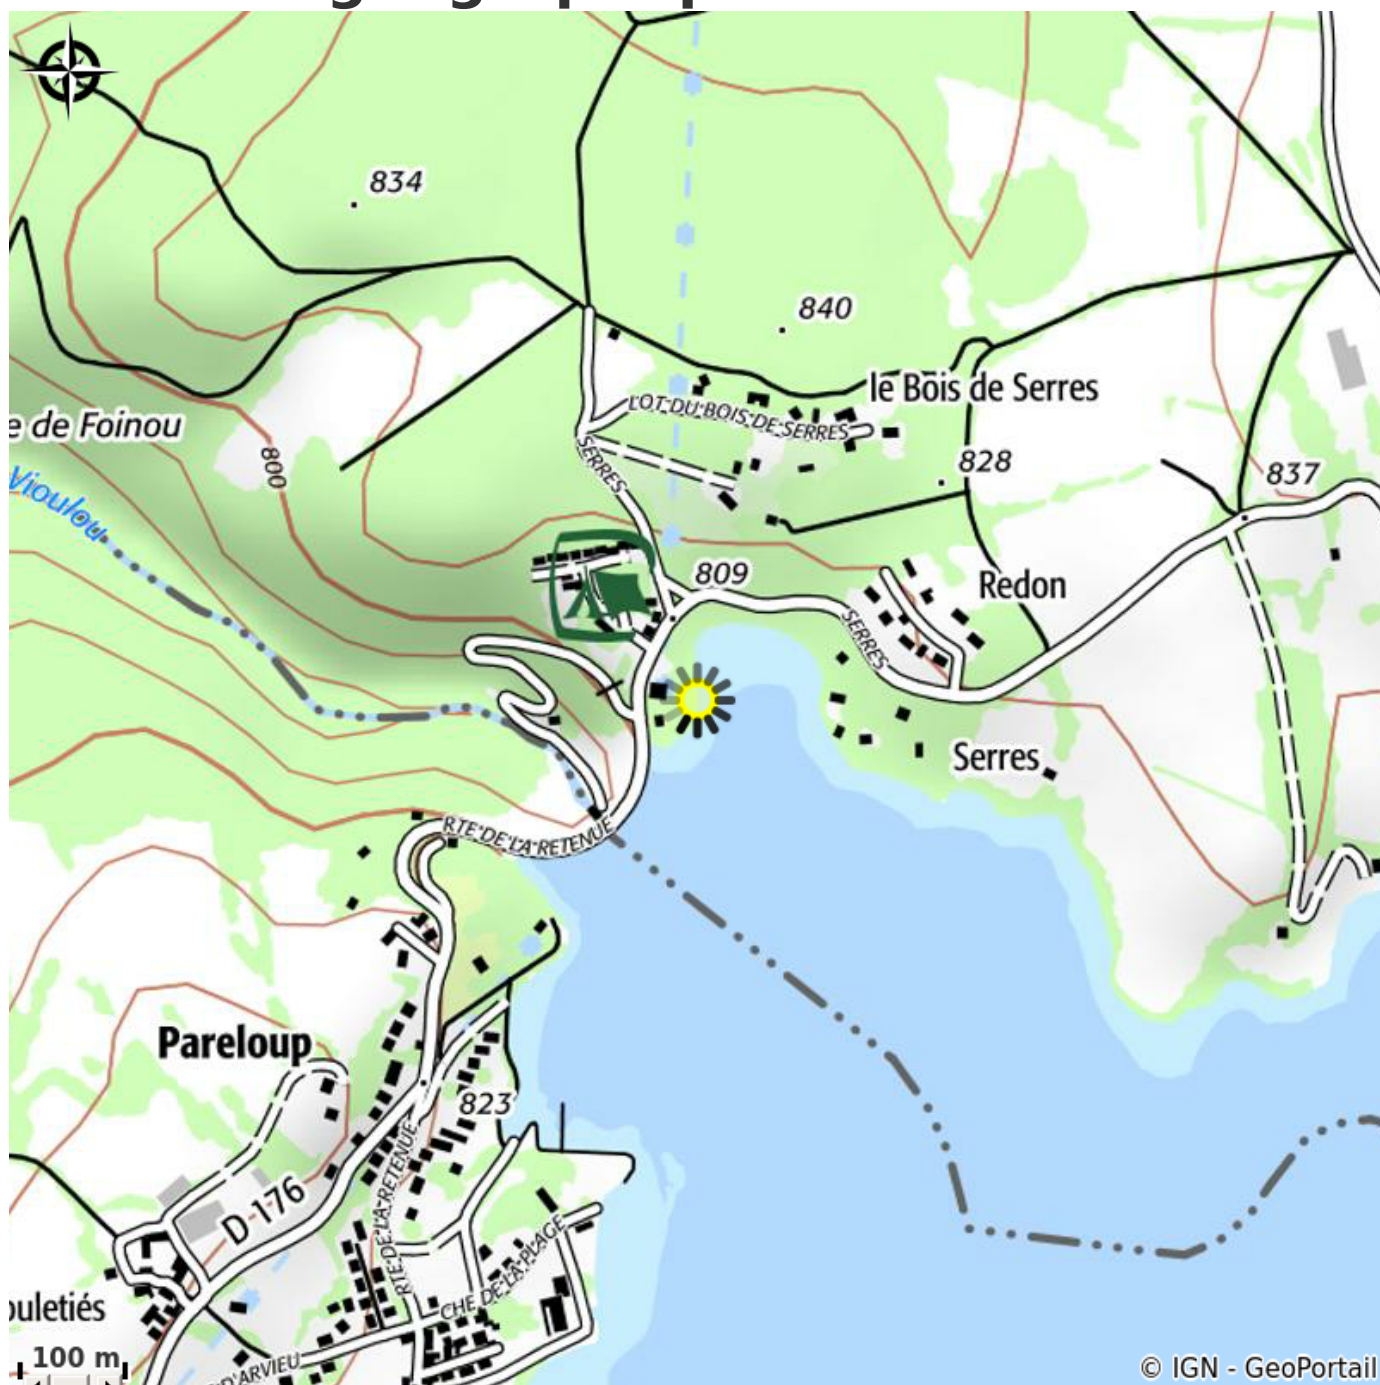 834
840
le Bois de Serres
LOT DU BOIS DE SERRES
e de Foinou
800
SERRES
828
837
Vioulou
809
Redon
SERRES
Serres
RTE DE LA RETENUE
Pareloup
823
RTE DE LA RETENUE
D 176
CHE DE LA PLAGE
ouletiés
100 m
D'ARVIEU
© IGN - GeoPortail